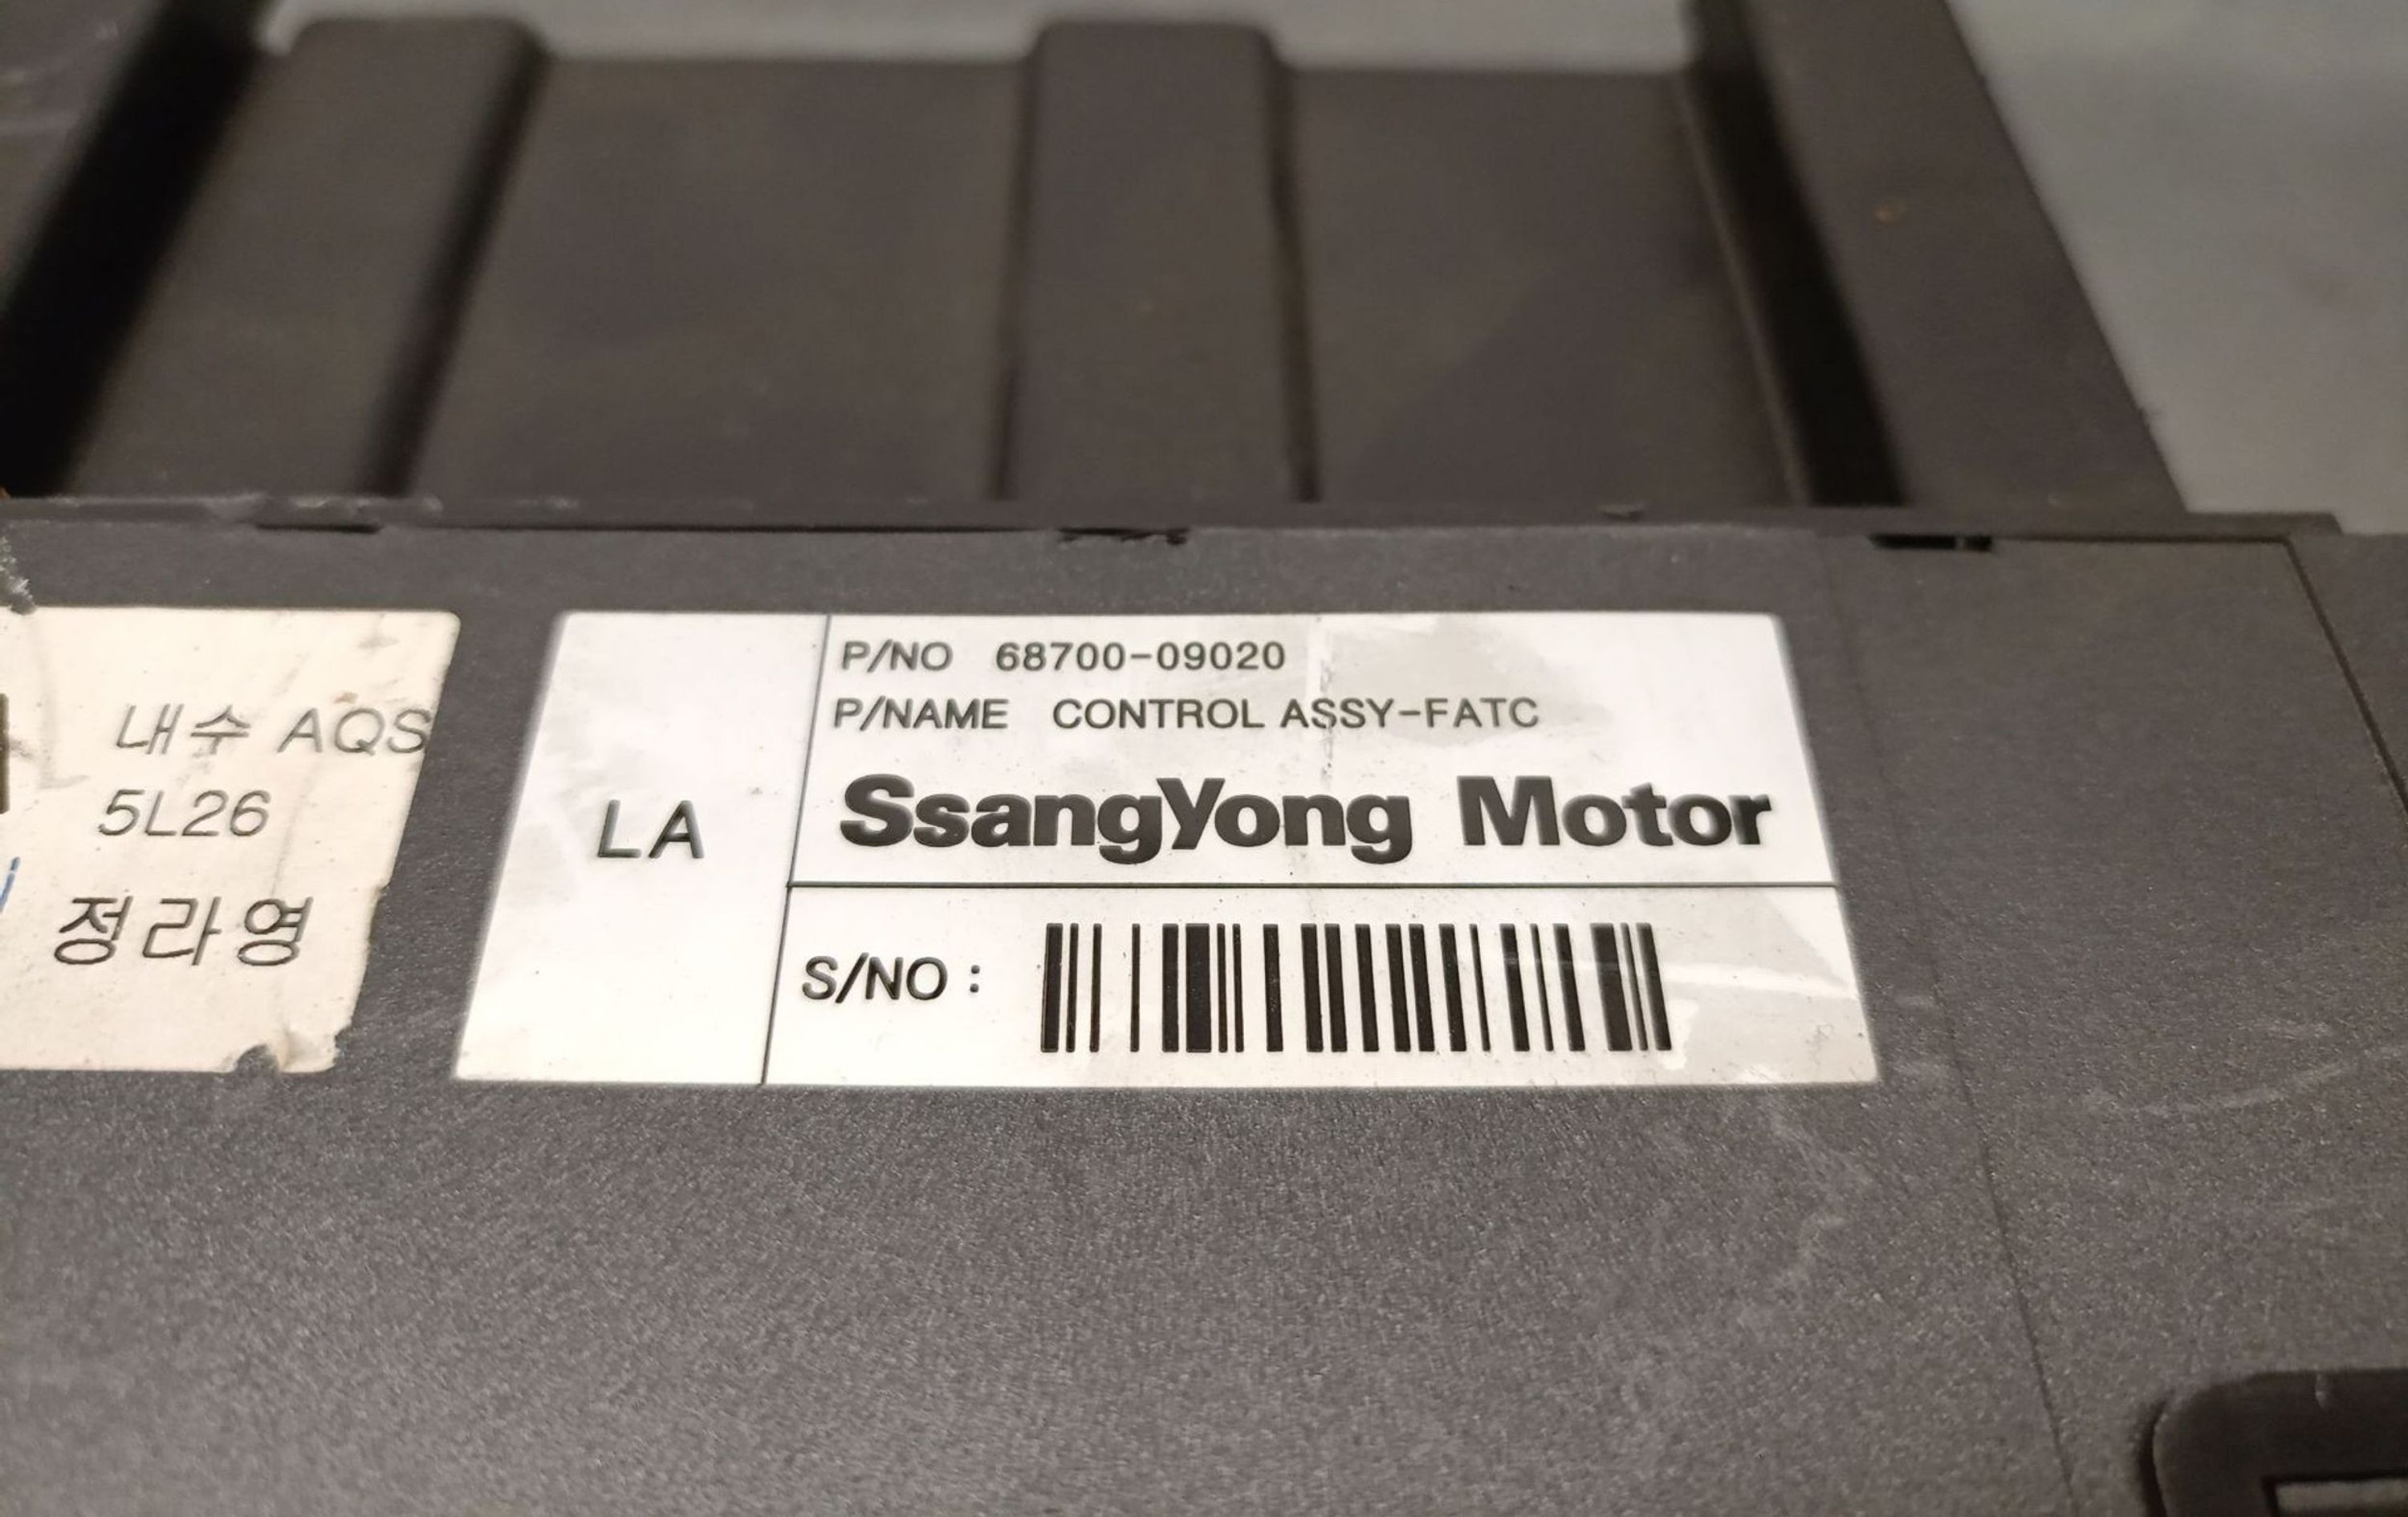 내수 AQS
5L26
정라영
LA
P/NO 68700-09020
P/NAME CONTROL ASSY-FATC
SsangYong Motor
S/NO :